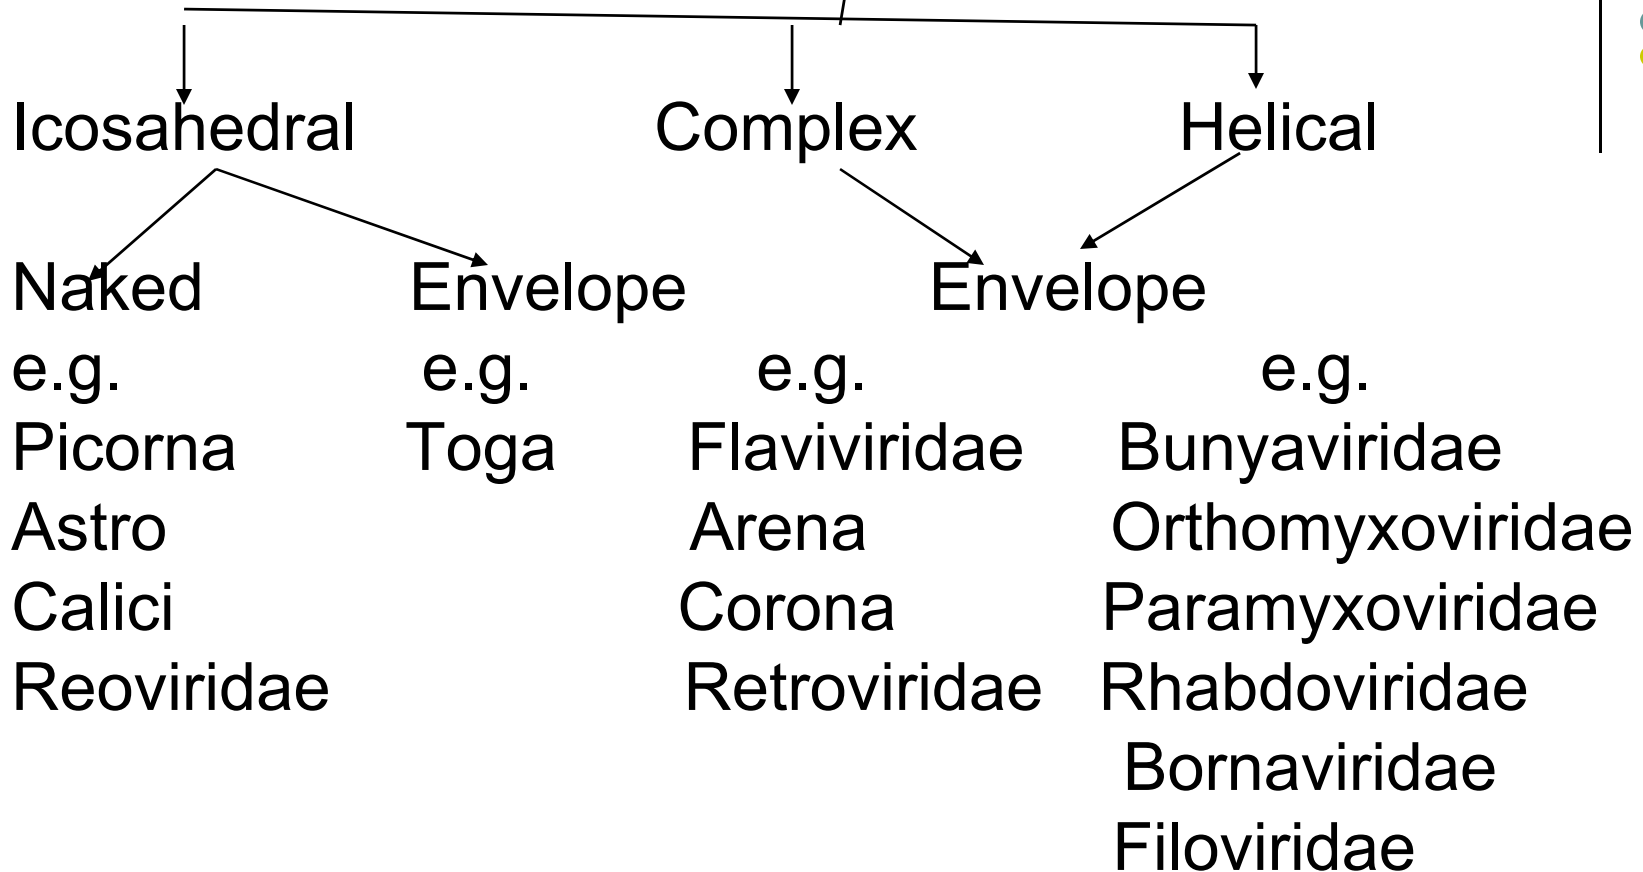 Icosahedral Complex Helical
Naked Envelope Envelope
e.g. e.g. e.g. e.g.
Picorna Toga Flaviviridae Bunyaviridae
Astro Arena Orthomyxoviridae
Calici Corona Paramyxoviridae
Reoviridae Retroviridae Rhabdoviridae
Bornaviridae
Filoviridae